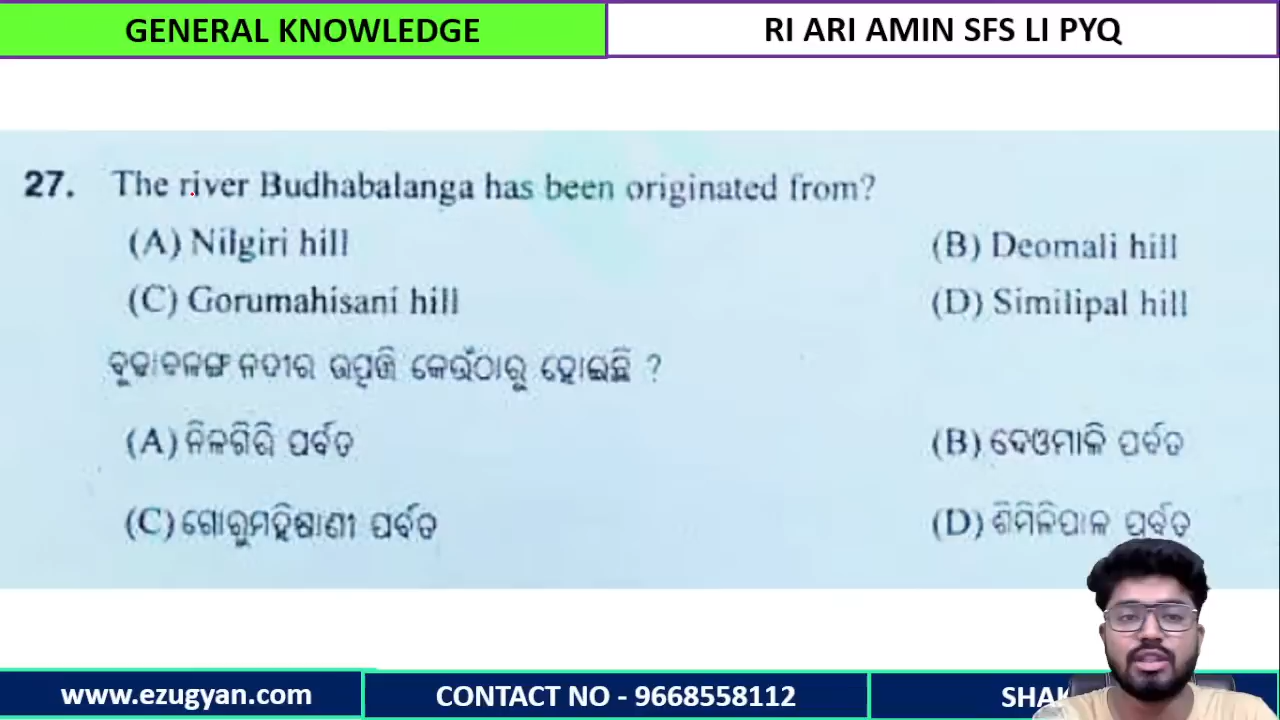 GENERAL KNOWLEDGE
RI ARI AMIN SFS LI PYQ
27. The river Budhabalanga has been originated from?
(A) Nilgiri hill
(B) Deomali hill
(C) Gorumahisani hill
(D) Similipal hill
ବୁଢାବଳଙ୍ଗ ନଦୀର ଉତ୍ପତ୍ତି କେଉଁଠାରୁ ହୋଇଛି ?
(A) ନିଳଗିରି ପର୍ବତ
(B) ଦେଓମାଳି ପର୍ବତ
(C) ଗୋରୁମହିଷାଣୀ ପର୍ବତ
(D) ଶିମିଳିପାଳ ପର୍ବତ
www.ezugyan.com
CONTACT NO - 9668558112